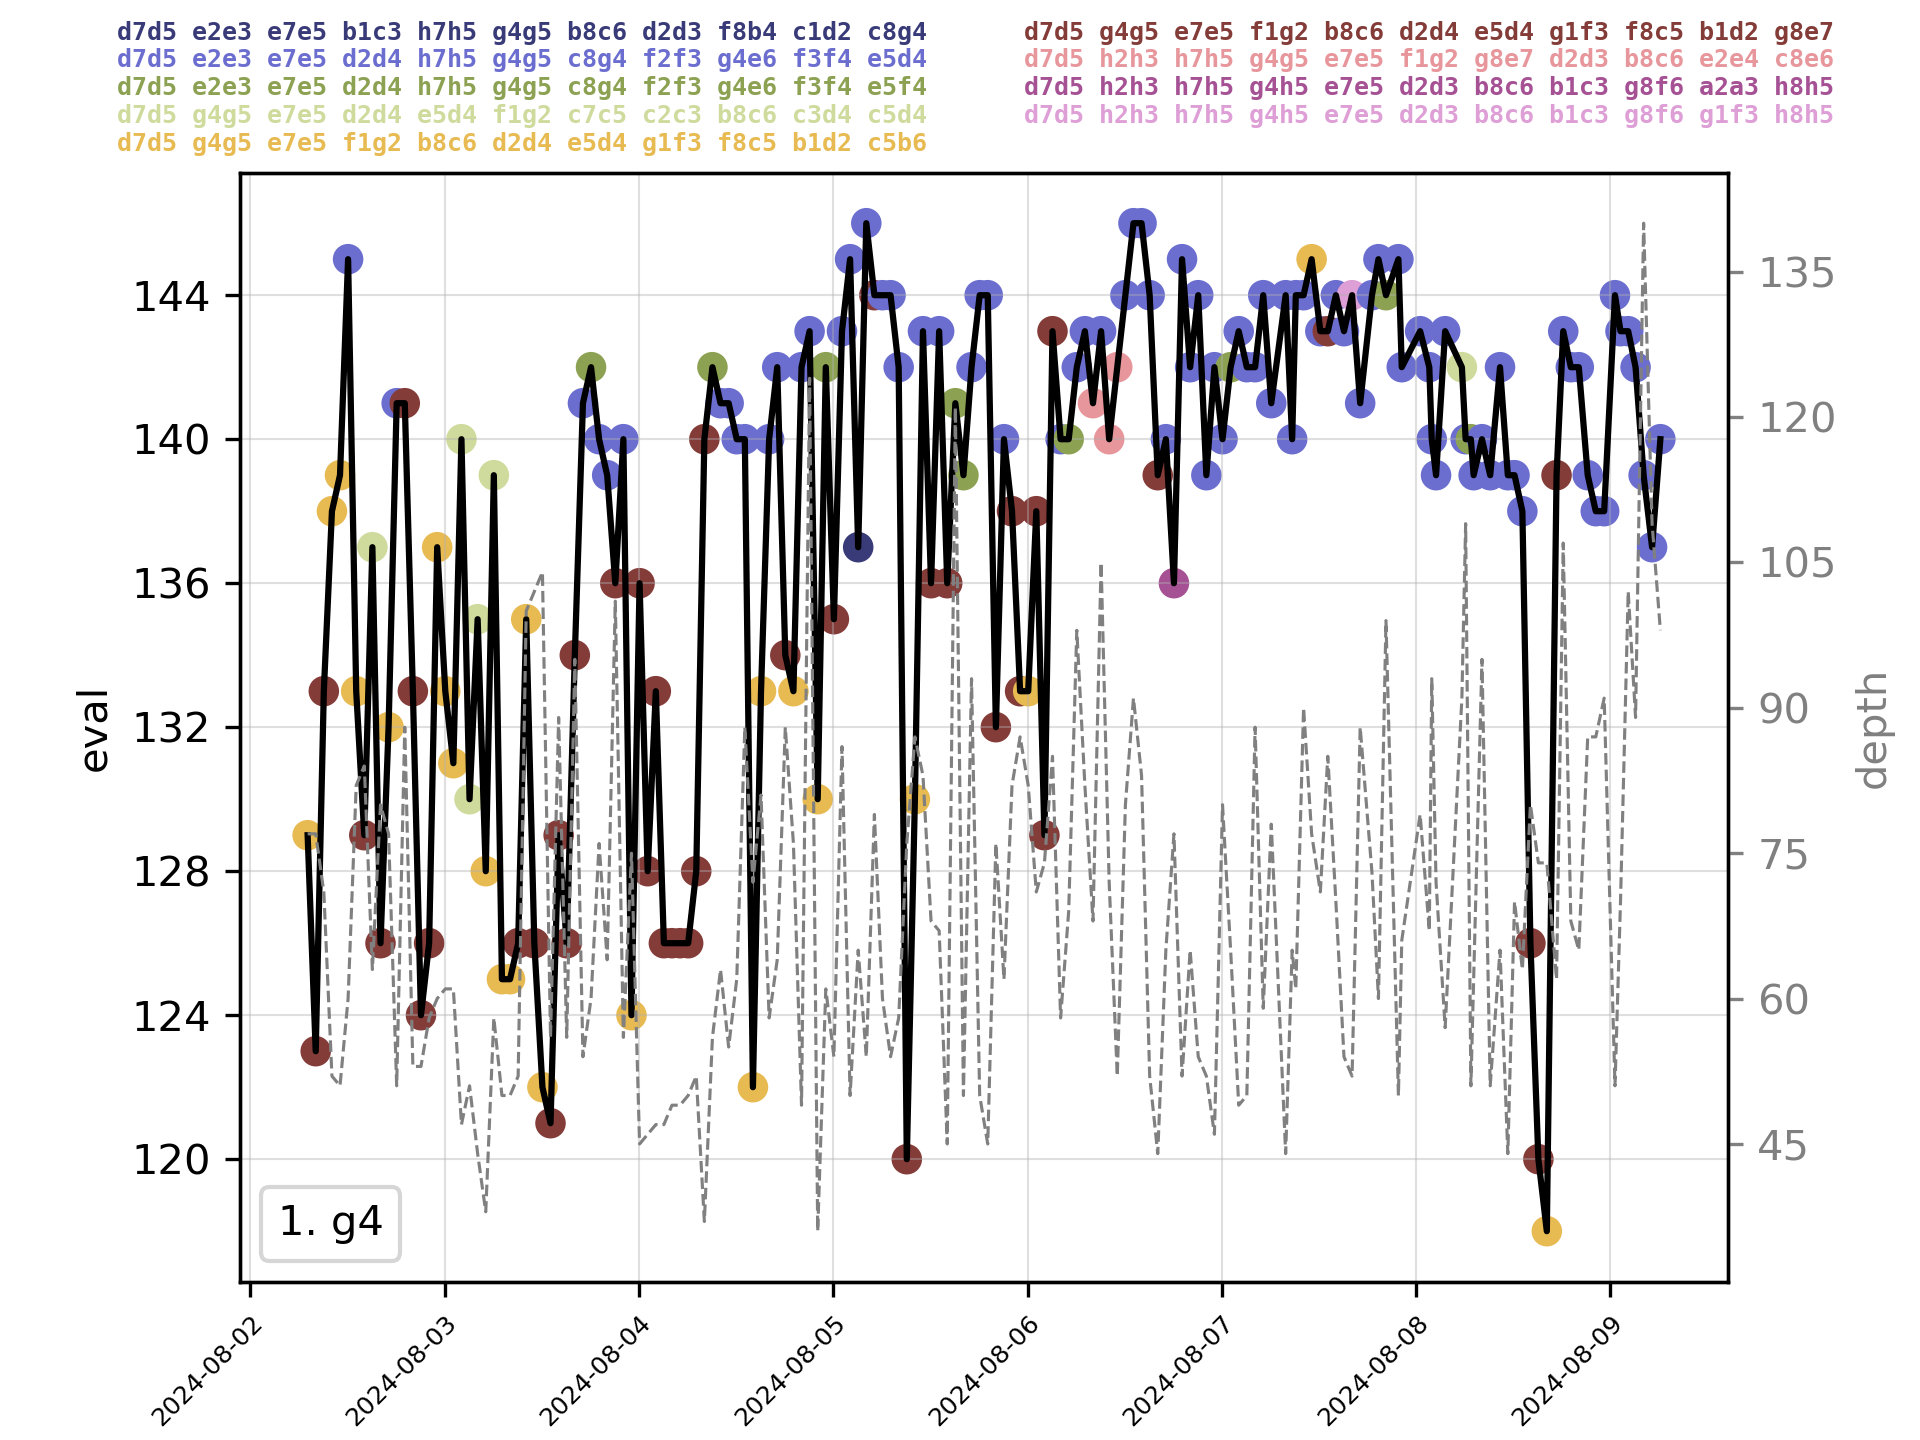 d7d5 e2e3 e7e5 b1c3 h7h5 g4g5 b8c6 d2d3 f8b4 c1d2 c8g4
d7d5 e2e3 e7e5 d2d4 h7h5 g4g5 c8g4 f2f3 g4e6 f3f4 e5d4
d7d5 e2e3 e7e5 d2d4 h7h5 g4g5 c8g4 f2f3 g4e6 f3f4 e5f4
d7d5 g4g5 e7e5 d2d4 e5d4 f1g2 c7c5 c2c3 b8c6 c3d4 c5d4
d7d5 g4g5 e7e5 f1g2 b8c6 d2d4 e5d4 g1f3 f8c5 b1d2 c5b6
d7d5 g4g5 e7e5 f1g2 b8c6 d2d4 e5d4 g1f3 f8c5 b1d2 g8e7
d7d5 h2h3 h7h5 g4g5 e7e5 f1g2 g8e7 d2d3 b8c6 e2e4 c8e6
d7d5 h2h3 h7h5 g4h5 e7e5 d2d3 b8c6 b1c3 g8f6 a2a3 h8h5
d7d5 h2h3 h7h5 g4h5 e7e5 d2d3 b8c6 b1c3 g8f6 g1f3 h8h5
eval
144
140
136
132
128
124
120
1. g4
135
120
105
90
75
60
45
depth
2024-08-02
2024-08-03
2024-08-04
2024-08-05
2024-08-06
2024-08-07
2024-08-08
2024-08-09